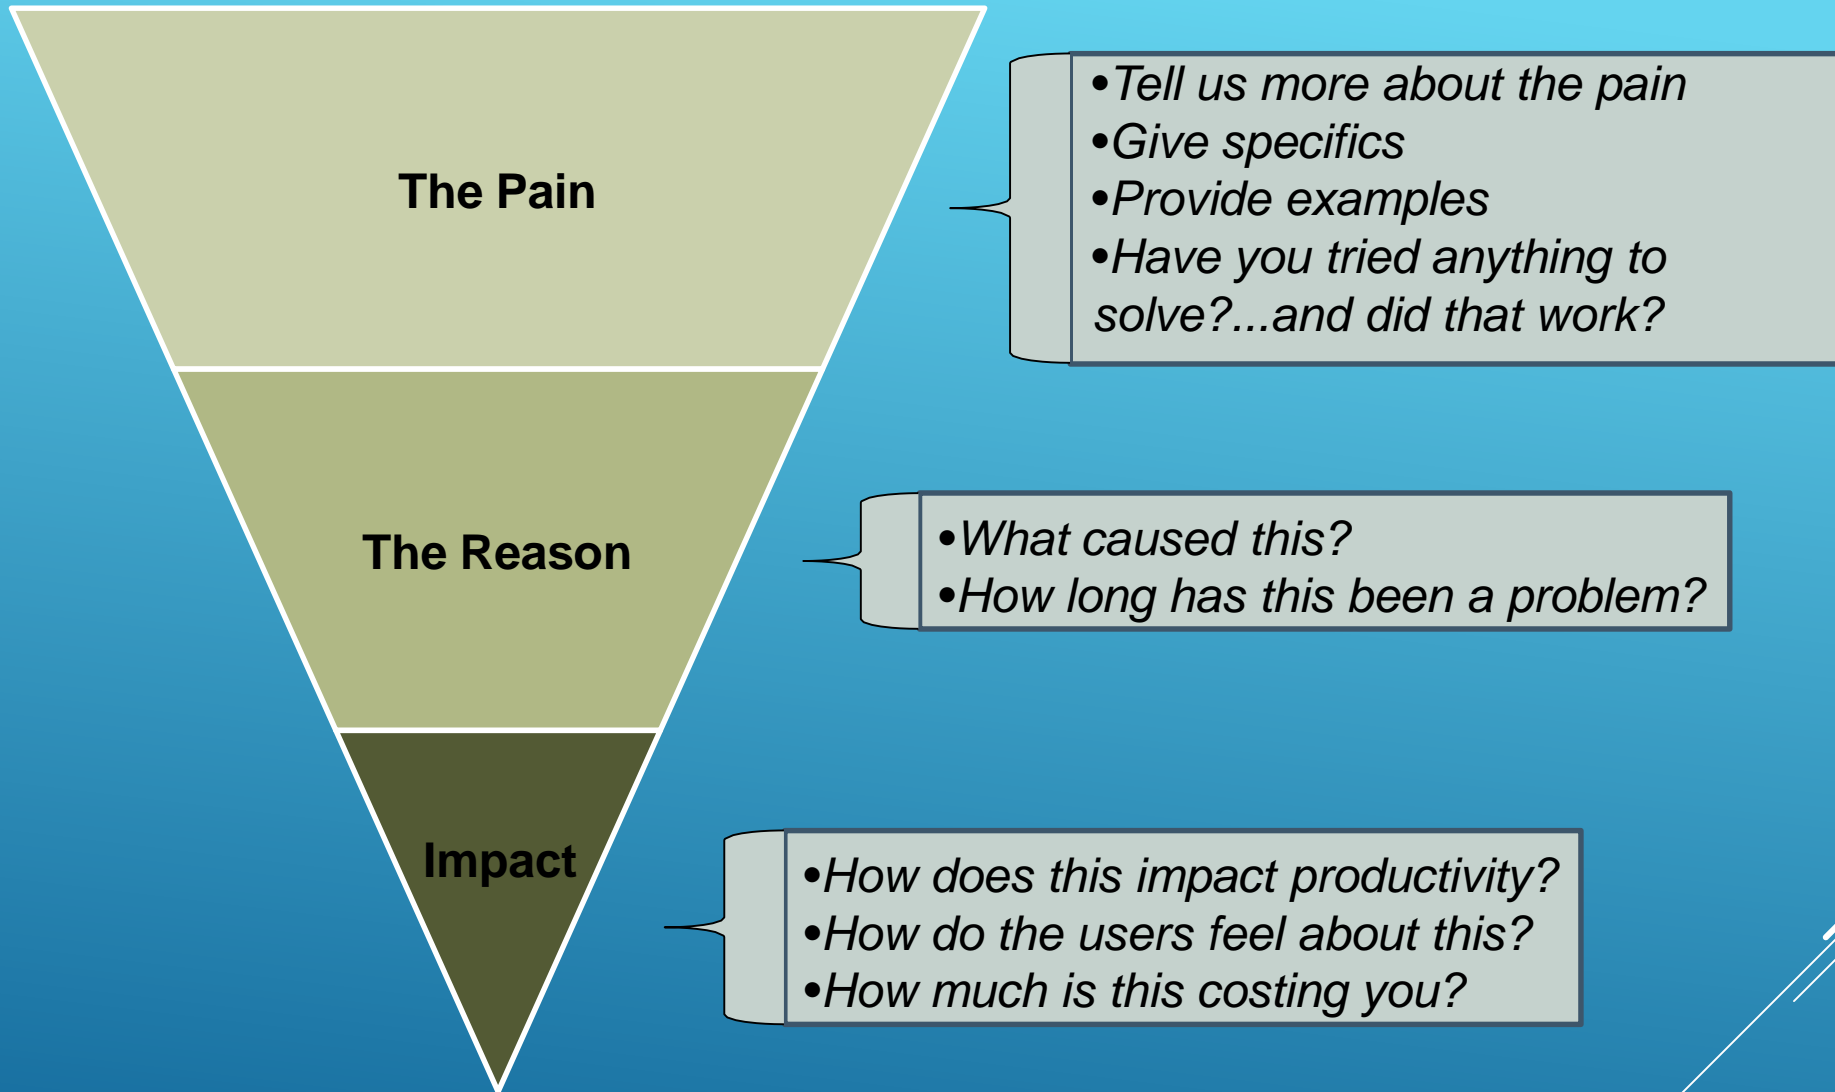 The Pain
•Tell us more about the pain
•Give specifics
•Provide examples
•Have you tried anything to
solve?...and did that work?
The Reason
•What caused this?
•How long has this been a problem?
Impact
•How does this impact productivity?
•How do the users feel about this?
•How much is this costing you?